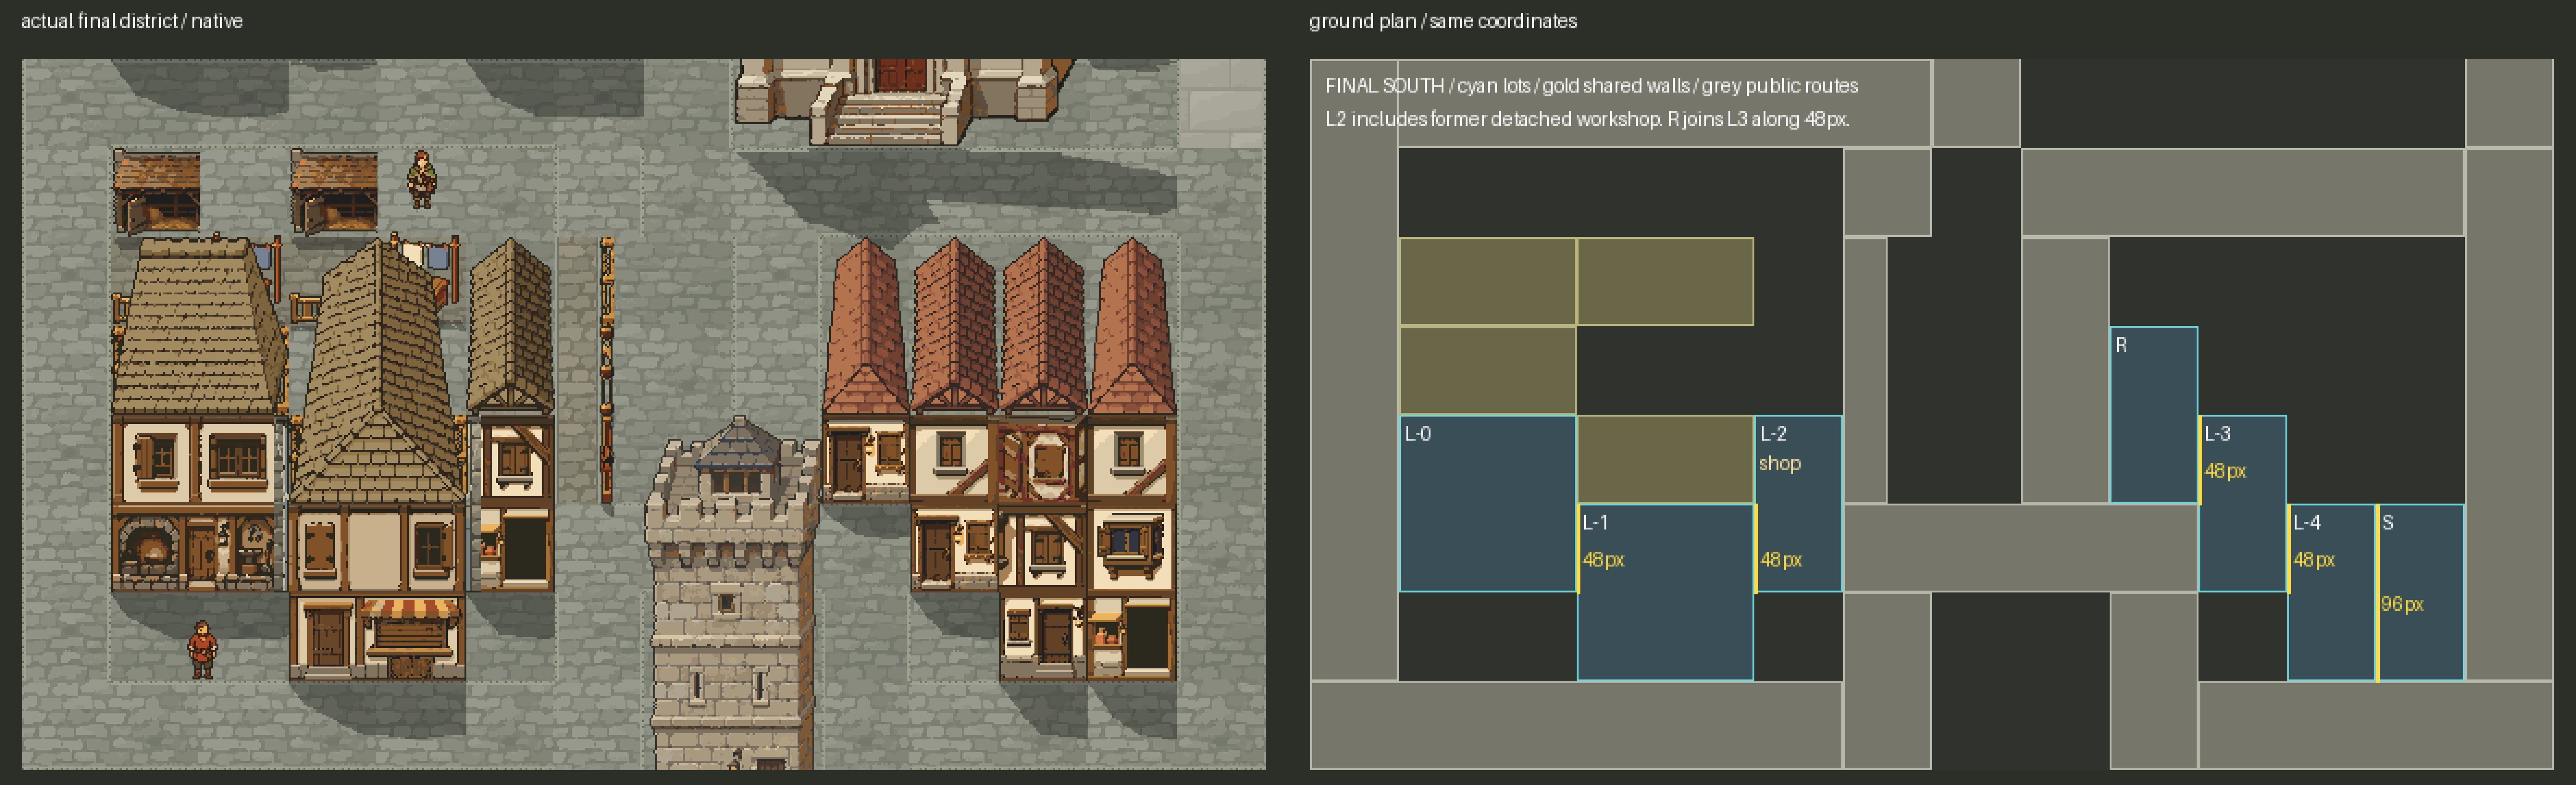 actual final district / native
ground plan / same coordinates
FINAL SOUTH / cyan lots / gold shared walls / grey public routes
L2 includes former detached workshop. R joins L3 along 48px.
R
L-0
L-2
shop
L-3
48px
L-1
48px
48px
L-4
48px
S
96px